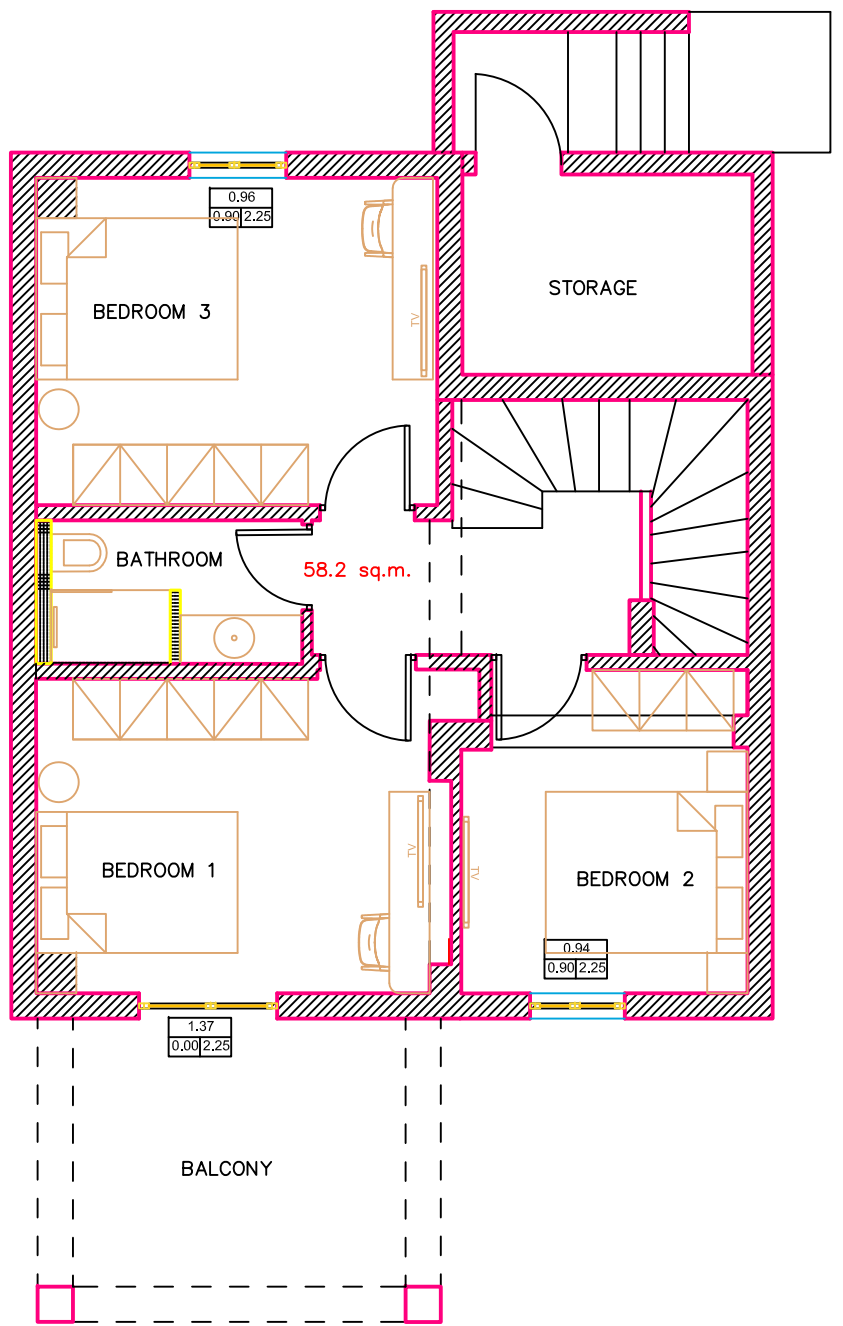 0.96
0.90 2.25
STORAGE
BEDROOM 3
TV
BATHROOM
58.2 sq.m.
TV
BEDROOM 1
TV
BEDROOM 2
0.94
0.90 2.25
1.37
0.00 2.25
BALCONY